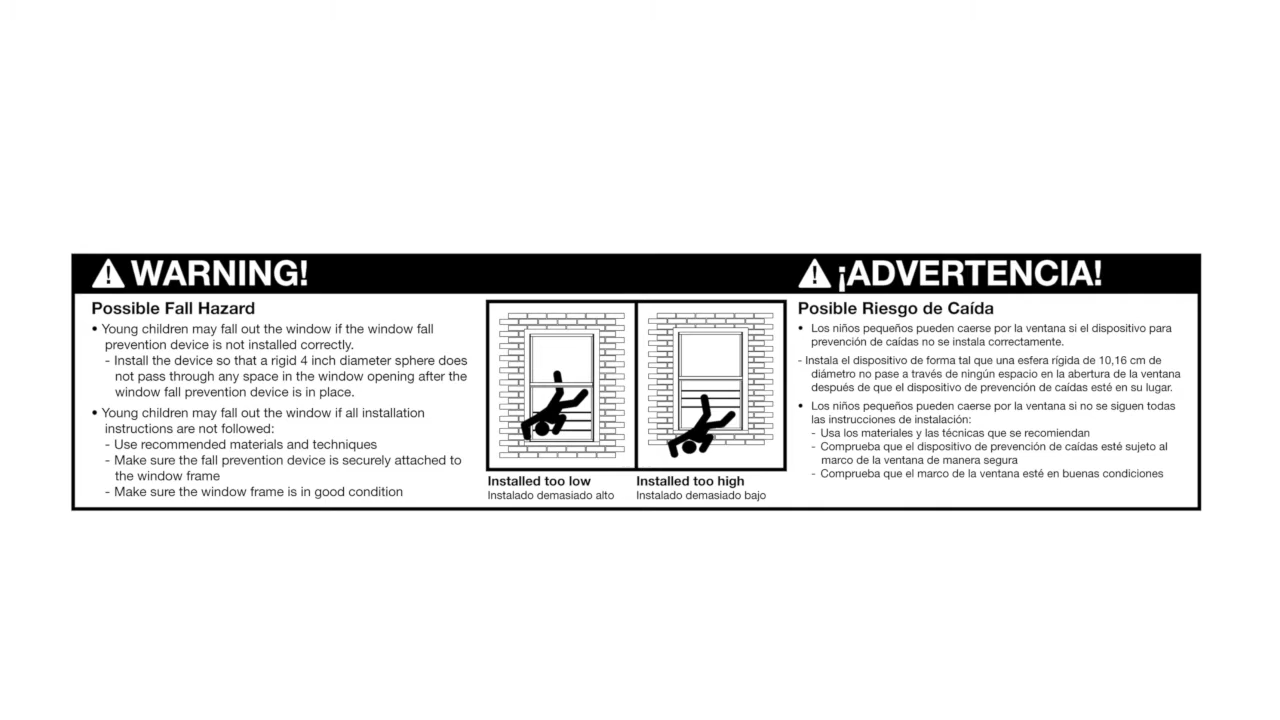 WARNING!
Possible Fall Hazard
• Young children may fall out the window if the window fall
prevention device is not installed correctly.
- Install the device so that a rigid 4 inch diameter sphere does
not pass through any space in the window opening after the
window fall prevention device is in place.
• Young children may fall out the window if all installation
instructions are not followed:
- Use recommended materials and techniques
- Make sure the fall prevention device is securely attached to
the window frame
- Make sure the window frame is in good condition
Installed too low
Instalado demasiado alto
Installed too high
Instalado demasiado bajo
¡ADVERTENCIA!
Posible Riesgo de Caída
• Los niños pequeños pueden caerse por la ventana si el dispositivo para
prevención de caídas no se instala correctamente.
- Instala el dispositivo de forma tal que una esfera rígida de 10,16 cm de
diámetro no pase a través de ningún espacio en la abertura de la ventana
después de que el dispositivo de prevención de caídas esté en su lugar.
• Los niños pequeños pueden caerse por la ventana si no se siguen todas
las instrucciones de instalación:
- Usa los materiales y las técnicas que se recomiendan
- Comprueba que el dispositivo de prevención de caídas esté sujeto al
marco de la ventana de manera segura
- Comprueba que el marco de la ventana esté en buenas condiciones